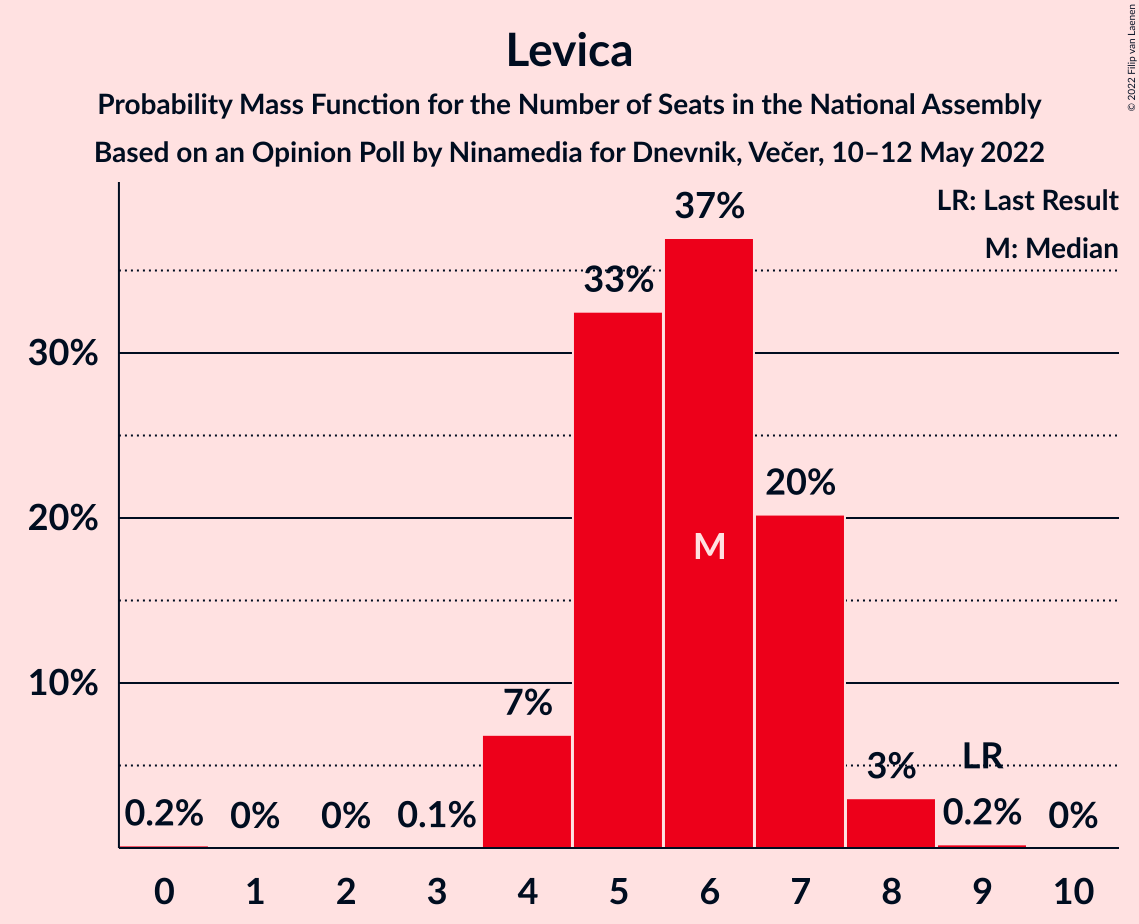 Levica
Probability Mass Function for the Number of Seats in the National Assembly
Based on an Opinion Poll by Ninamedia for Dnevnik, Večer, 10–12 May 2022
© 2022 Filip van Laenen
LR: Last Result
M: Median
37%
33%
30%
20%
20%
M
10%
7%
LR
3%
0.2% 0% 0% 0.1% 0.2% 0%
0 1 2 3 4 5 6 7 8 9 10